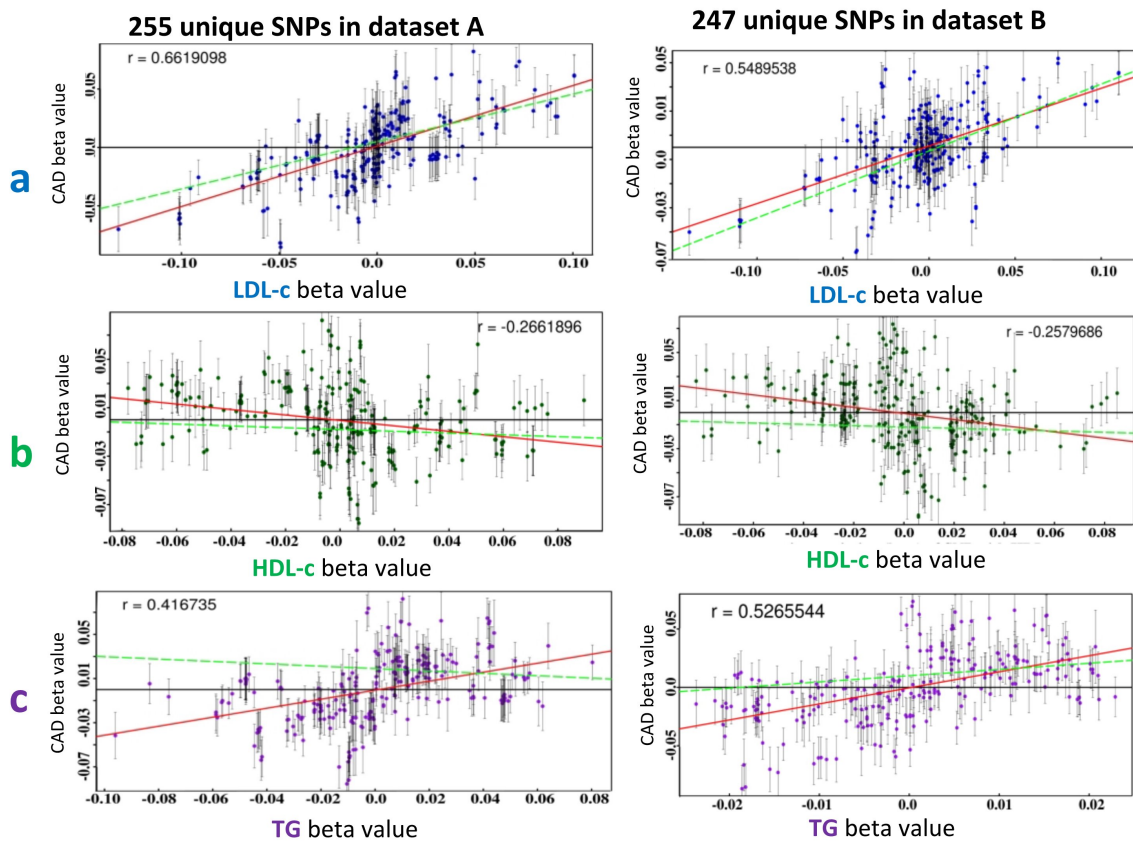 255 unique SNPs in dataset A
247 unique SNPs in dataset B
a
r = 0.6619098
CAD beta value
0.05
0.0
-0.05
-0.10 -0.05 0.0 0.05 0.10
LDL-c beta value
r = 0.5489538
CAD beta value
0.05
0.01
0.0
-0.03
-0.07
-0.10 -0.05 0.0 0.05 0.10
LDL-c beta value
b
r = -0.2661896
CAD beta value
0.05
0.01
-0.03
-0.07
-0.08 -0.06 -0.04 -0.02 0.0 0.02 0.04 0.06 0.08
HDL-c beta value
r = -0.2579686
CAD beta value
0.05
0.01
-0.03
-0.07
-0.08 -0.06 -0.04 -0.02 0.0 0.02 0.04 0.06 0.08
HDL-c beta value
c
r = 0.416735
CAD beta value
0.05
0.01
-0.03
-0.07
-0.10 -0.08 -0.06 -0.04 -0.02 0.0 0.02 0.04 0.06 0.08
TG beta value
r = 0.5265544
CAD beta value
0.05
0.0
-0.05
-0.02 -0.01 0.0 0.01 0.02
TG beta value